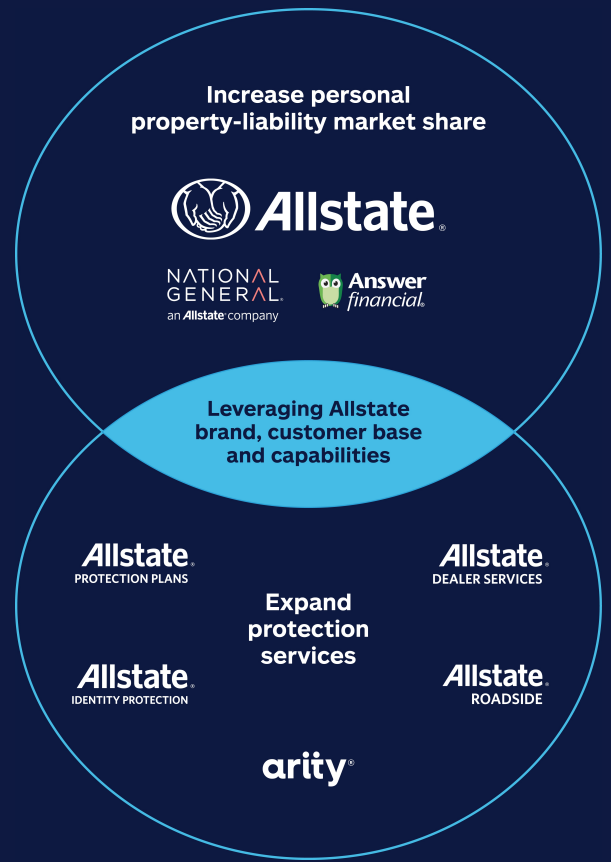 Increase personal
property-liability market share
Allstate®
NATIONAL
GENERAL®
an Allstate® company
Answer
financial®
Leveraging Allstate
brand, customer base
and capabilities
Allstate®
PROTECTION PLANS
Allstate®
DEALER SERVICES
Expand
protection
services
Allstate®
IDENTITY PROTECTION
Allstate®
ROADSIDE
arity®